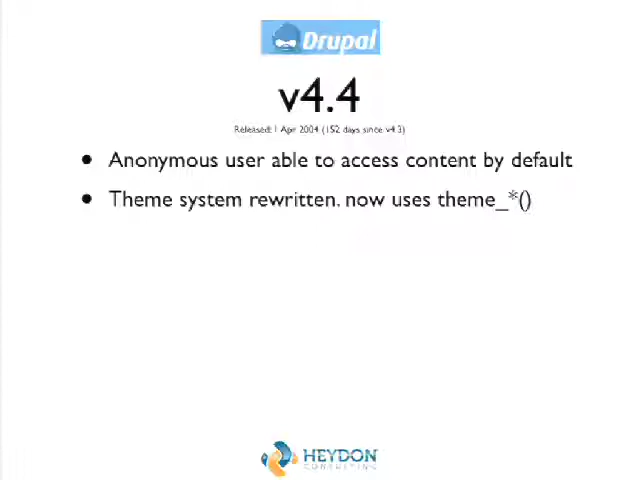 Drupal
v4.4
Released: 1 Apr 2004 (152 days since v4.3)
• Anonymous user able to access content by default
• Theme system rewritten, now uses theme_*()
HEYDON
CONSULTING